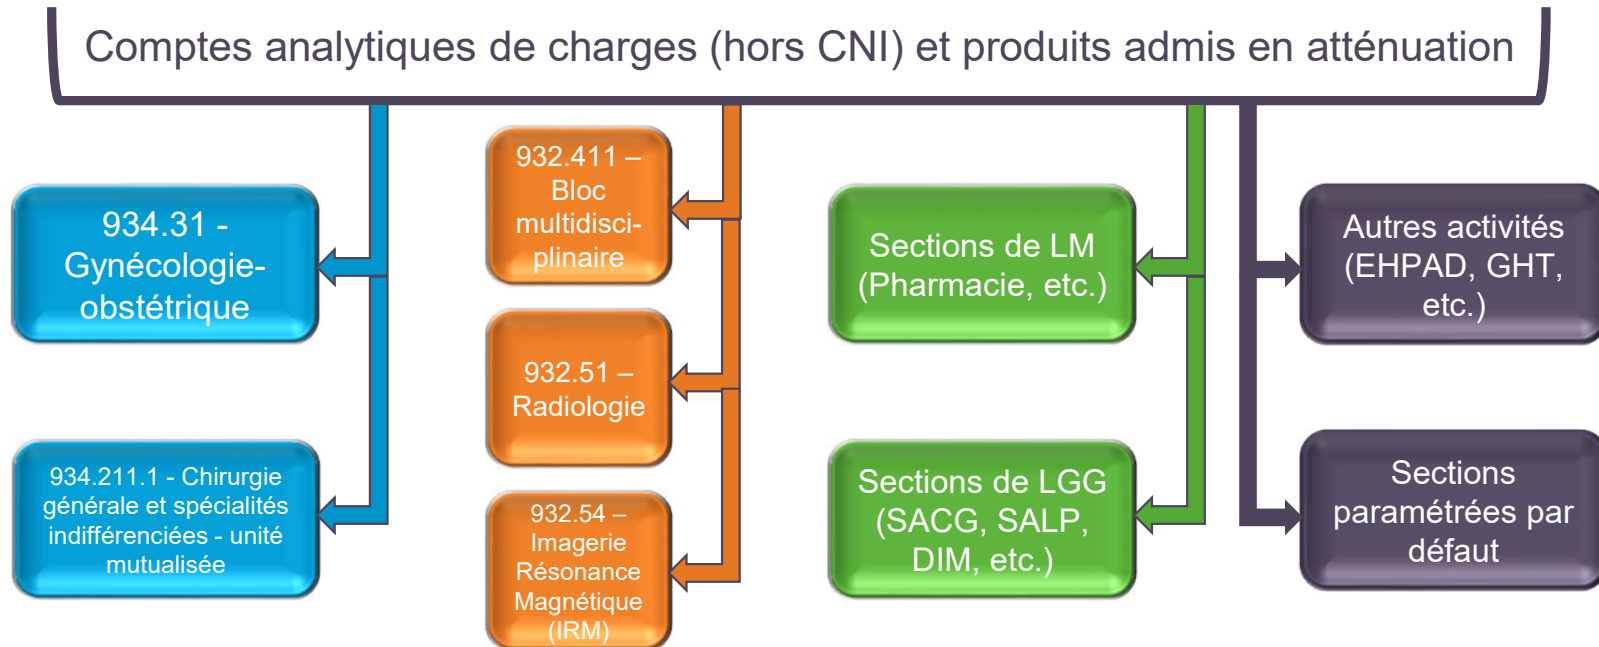 Comptes analytiques de charges (hors CNI) et produits admis en atténuation
934.31 -
Gynécologie-
obstétrique
934.211.1 - Chirurgie
générale et spécialités
indifférenciées - unité
mutualisée
932.411 –
Bloc
multidisci-
plinaire
932.51 –
Radiologie
932.54 –
Imagerie
Résonance
Magnétique
(IRM)
Sections de LM
(Pharmacie, etc.)
Sections de LGG
(SACG, SALP,
DIM, etc.)
Autres activités
(EHPAD, GHT,
etc.)
Sections
paramétrées par
défaut